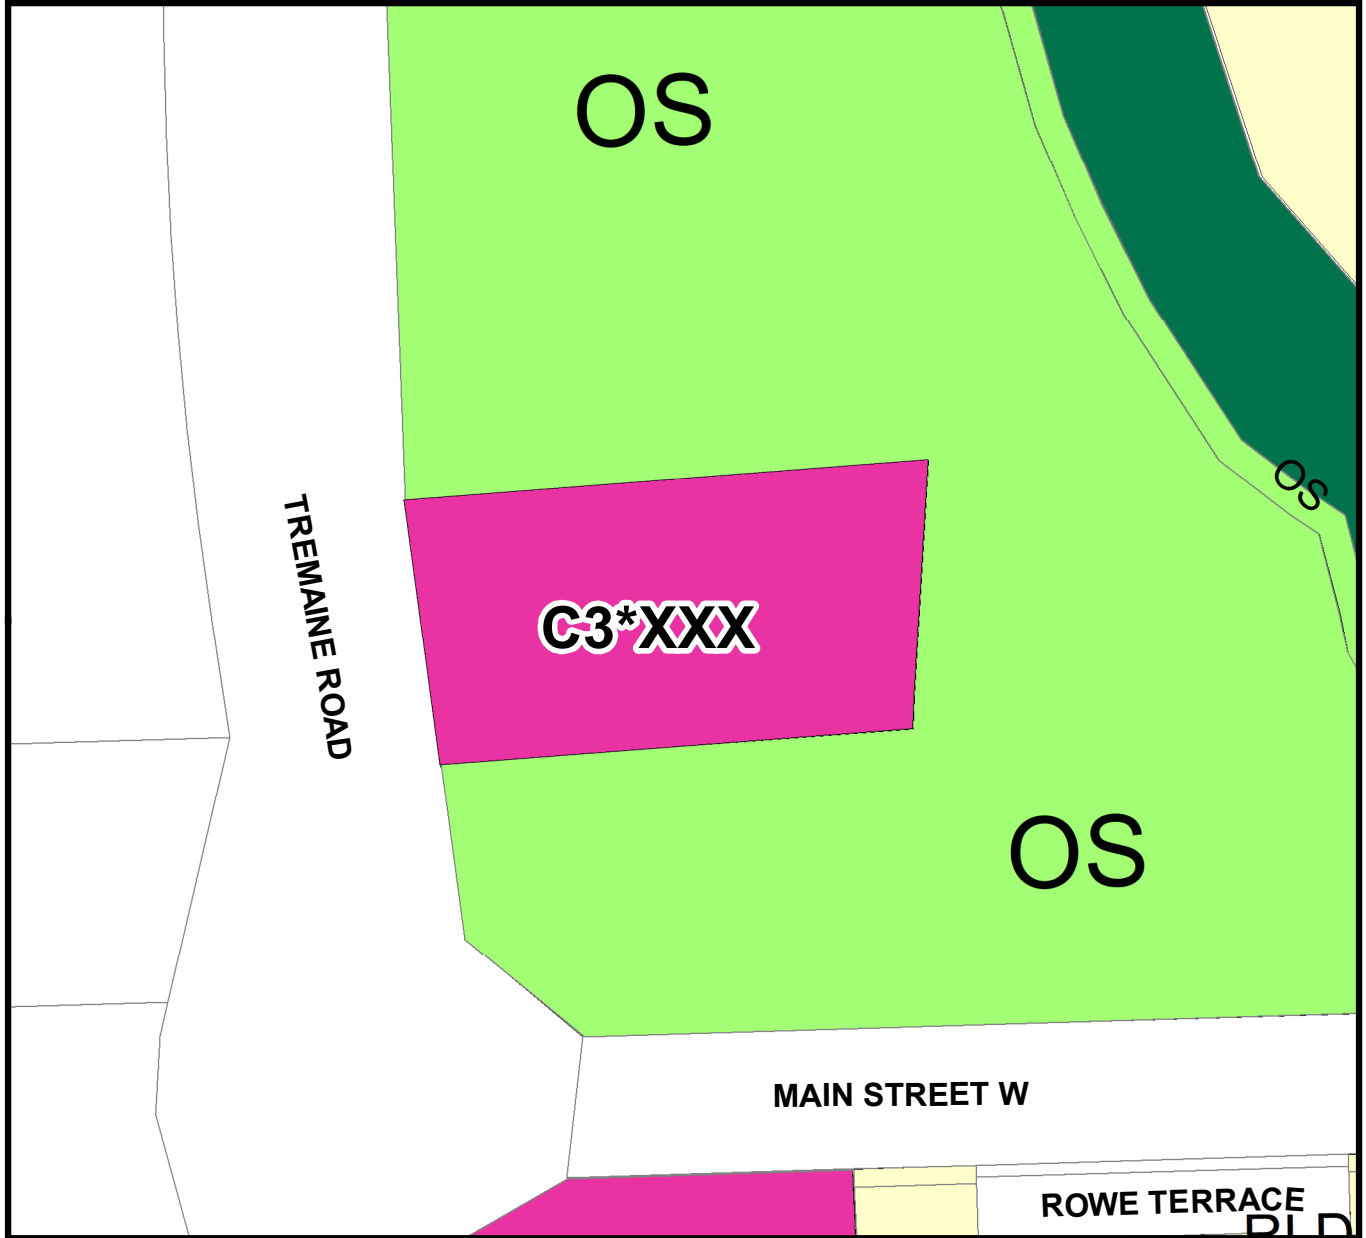 OS
OS
TREMAINE ROAD
C3*XXX
OS
MAIN STREET W
ROWE TERRACE